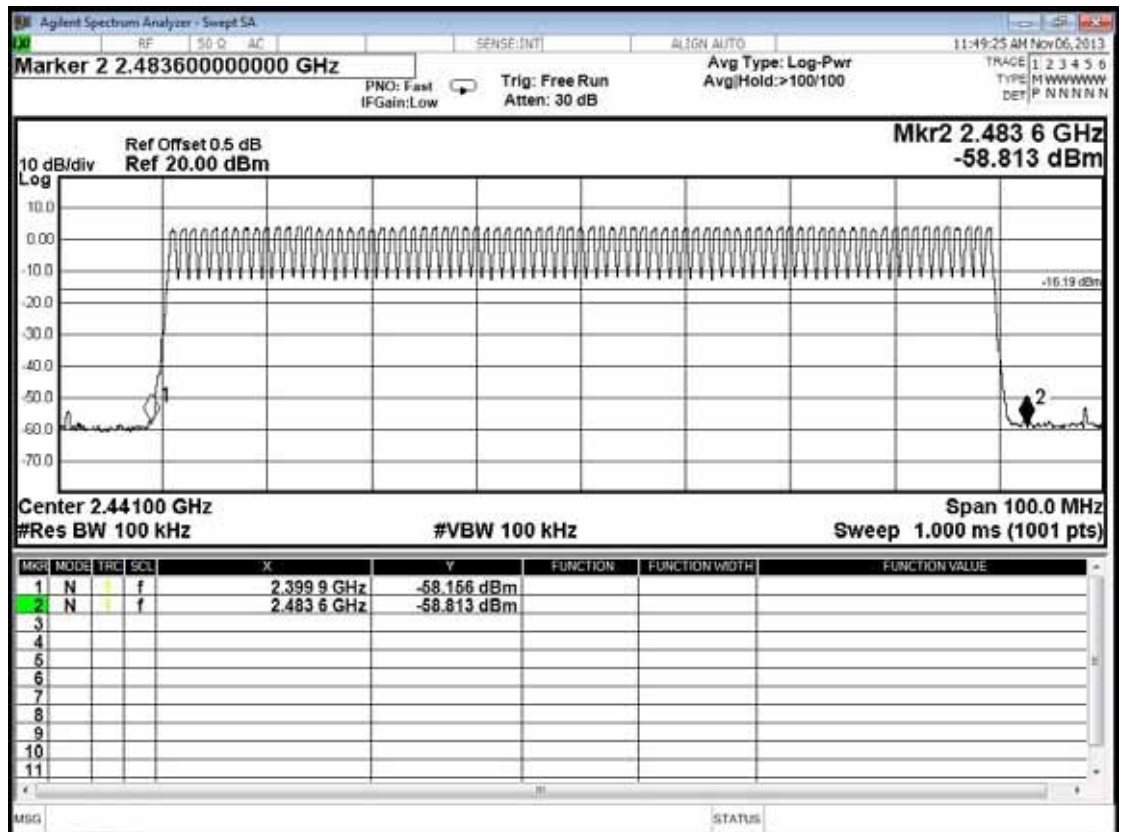 Agilent Spectrum Analyzer - Swept SA
LXI RF 50 Ω AC SENSE:INT ALIGN AUTO 11:49:25 AM Nov 06, 2013
Marker 2 2.483600000000 GHz
PNO: Fast
IFGain:Low
Trig: Free Run
Atten: 30 dB
Avg Type: Log-Pwr
Avg|Hold:>100/100
TRACE 1 2 3 4 5 6
TYPE M W W W W W
DET P N N N N N
Ref Offset 0.5 dB
10 dB/div Ref 20.00 dBm
Log
Mkr2 2.483 6 GHz
-58.813 dBm
10.0
0.00
-10.0
-16.19 dBm
-20.0
-30.0
-40.0
-50.0
1
2
-60.0
-70.0
Center 2.44100 GHz Span 100.0 MHz
#Res BW 100 kHz #VBW 100 kHz Sweep 1.000 ms (1001 pts)
MKR MODE TRC SCL X Y FUNCTION FUNCTION WIDTH FUNCTION VALUE
1 N 1 f 2.399 9 GHz -58.156 dBm
2 N 1 f 2.483 6 GHz -58.813 dBm
3
4
5
6
7
8
9
10
11
MSG STATUS